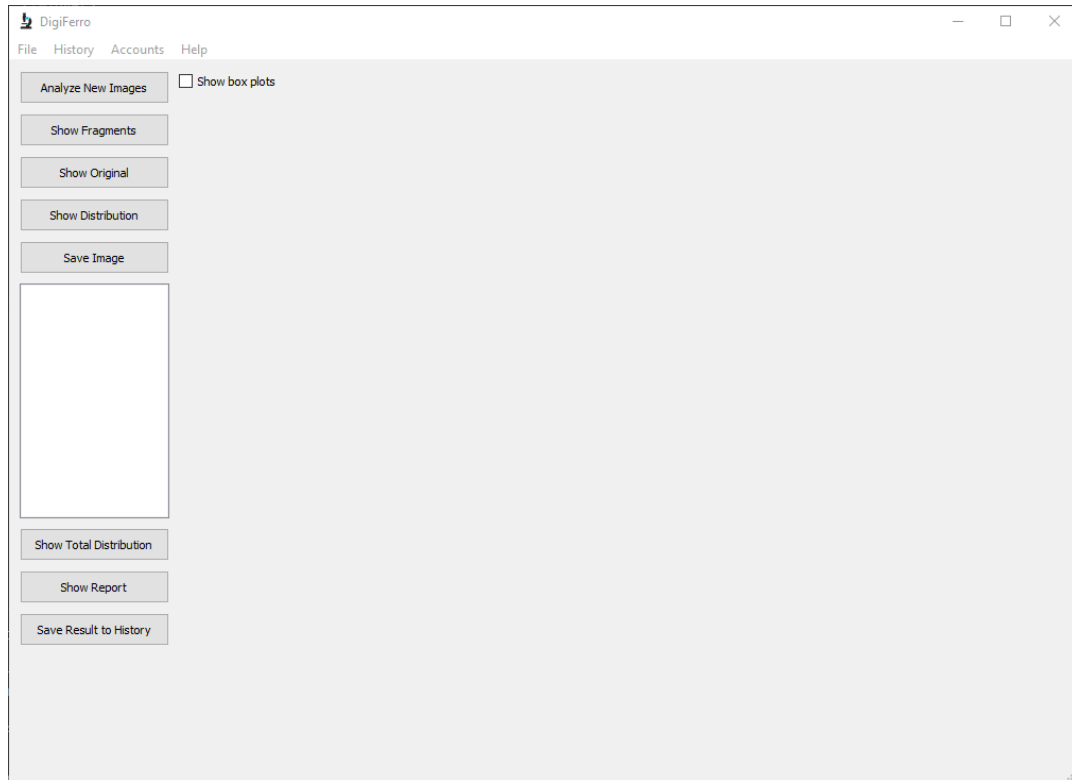 DigiFerro
File History Accounts Help
Analyze New Images
Show box plots
Show Fragments
Show Original
Show Distribution
Save Image
Show Total Distribution
Show Report
Save Result to History